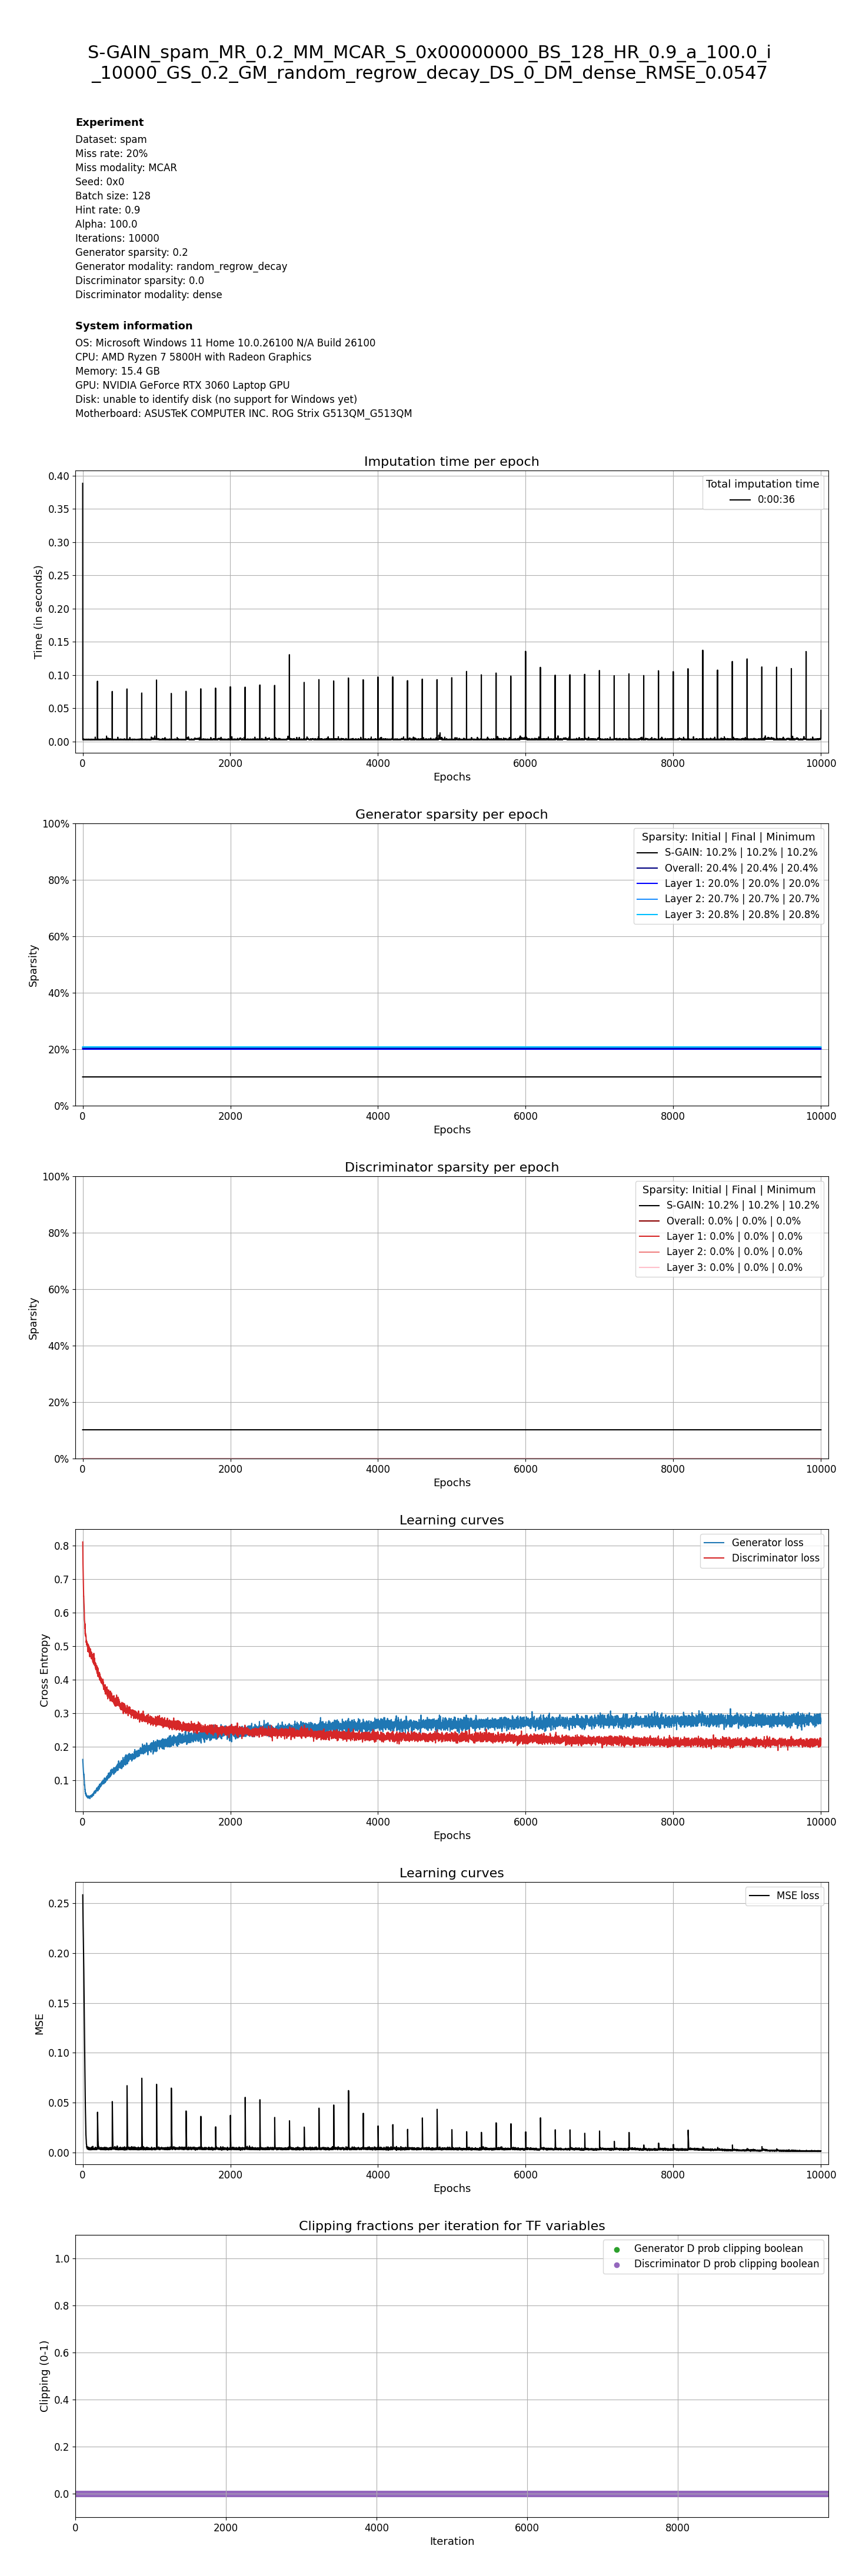 S-GAIN_spam_MR_0.2_MM_MCAR_S_0x00000000_BS_128_HR_0.9_a_100.0_i
_10000_GS_0.2_GM_random_regrow_decay_DS_0_DM_dense_RMSE_0.0547
Experiment
Dataset: spam
Miss rate: 20%
Miss modality: MCAR
Seed: 0x0
Batch size: 128
Hint rate: 0.9
Alpha: 100.0
Iterations: 10000
Generator sparsity: 0.2
Generator modality: random_regrow_decay
Discriminator sparsity: 0.0
Discriminator modality: dense
System information
OS: Microsoft Windows 11 Home 10.0.26100 N/A Build 26100
CPU: AMD Ryzen 7 5800H with Radeon Graphics
Memory: 15.4 GB
GPU: NVIDIA GeForce RTX 3060 Laptop GPU
Disk: unable to identify disk (no support for Windows yet)
Motherboard: ASUSTeK COMPUTER INC. ROG Strix G513QM_G513QM
Imputation time per epoch
Time (in seconds)
0.40
0.35
0.30
0.25
0.20
0.15
0.10
0.05
0.00
Total imputation time
0:00:36
0 2000 4000 6000 8000 10000
Epochs
Generator sparsity per epoch
Sparsity
100%
80%
60%
40%
20%
0%
Sparsity: Initial | Final | Minimum
S-GAIN: 10.2% | 10.2% | 10.2%
Overall: 20.4% | 20.4% | 20.4%
Layer 1: 20.0% | 20.0% | 20.0%
Layer 2: 20.7% | 20.7% | 20.7%
Layer 3: 20.8% | 20.8% | 20.8%
0 2000 4000 6000 8000 10000
Epochs
Discriminator sparsity per epoch
Sparsity
100%
80%
60%
40%
20%
0%
Sparsity: Initial | Final | Minimum
S-GAIN: 10.2% | 10.2% | 10.2%
Overall: 0.0% | 0.0% | 0.0%
Layer 1: 0.0% | 0.0% | 0.0%
Layer 2: 0.0% | 0.0% | 0.0%
Layer 3: 0.0% | 0.0% | 0.0%
0 2000 4000 6000 8000 10000
Epochs
Learning curves
Cross Entropy
0.8
0.7
0.6
0.5
0.4
0.3
0.2
0.1
Generator loss
Discriminator loss
0 2000 4000 6000 8000 10000
Epochs
Learning curves
MSE
0.25
0.20
0.15
0.10
0.05
0.00
MSE loss
0 2000 4000 6000 8000 10000
Epochs
Clipping fractions per iteration for TF variables
Clipping (0-1)
1.0
0.8
0.6
0.4
0.2
0.0
Generator D prob clipping boolean
Discriminator D prob clipping boolean
0 2000 4000 6000 8000
Iteration